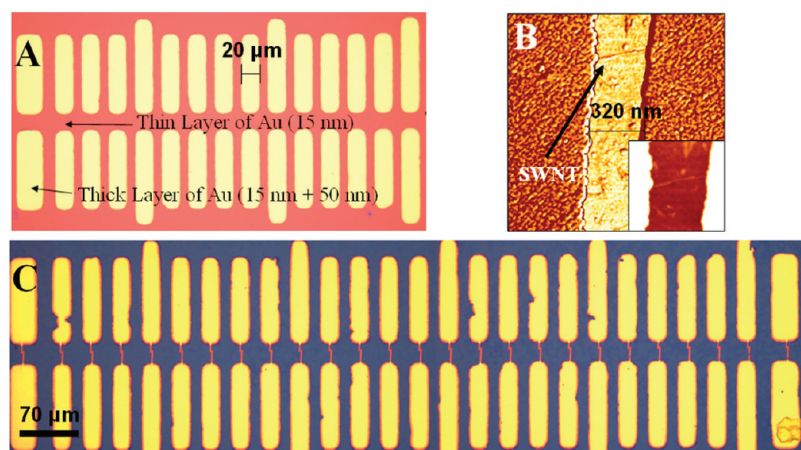 A
20 µm
Thin Layer of Au (15 nm)
Thick Layer of Au (15 nm + 50 nm)
B
320 nm
SWNT
C
70 µm